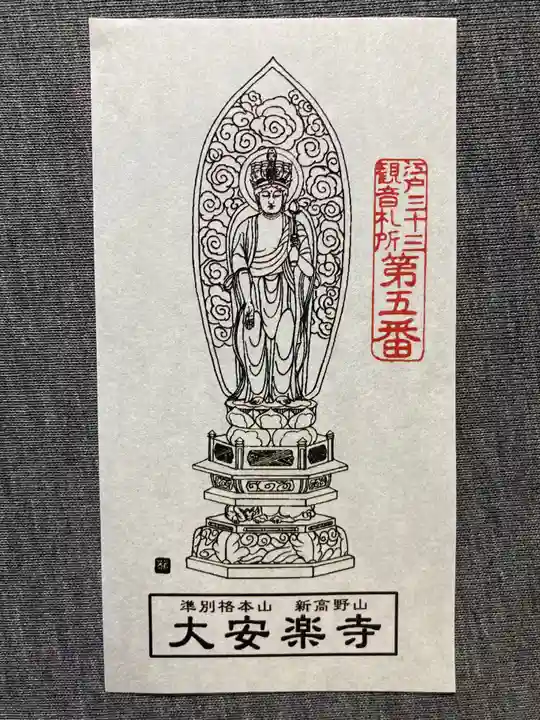 江戸三十三
観音札所
第五番
準別格本山 新高野山
大安楽寺